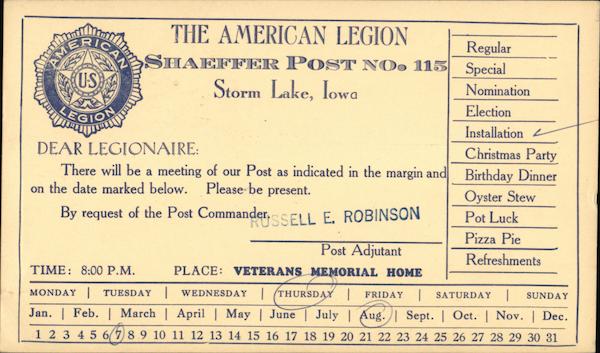 THE AMERICAN LEGION
SHAEFFER POST NO. 115
Storm Lake, Iowa
AMERICAN
U·S
LEGION
DEAR LEGIONAIRE:
There will be a meeting of our Post as indicated in the margin and
on the date marked below. Please be present.
By request of the Post Commander.
RUSSELL E. ROBINSON
Post Adjutant
TIME: 8:00 P.M. PLACE: VETERANS MEMORIAL HOME
Regular
Special
Nomination
Election
Installation
Christmas Party
Birthday Dinner
Oyster Stew
Pot Luck
Pizza Pie
Refreshments
MONDAY | TUESDAY | WEDNESDAY | THURSDAY | FRIDAY | SATURDAY | SUNDAY
Jan. | Feb. | March | April | May | June | July | Aug. | Sept. | Oct. | Nov. | Dec.
1 2 3 4 5 6 7 8 9 10 11 12 13 14 15 16 17 18 19 20 21 22 23 24 25 26 27 28 29 30 31